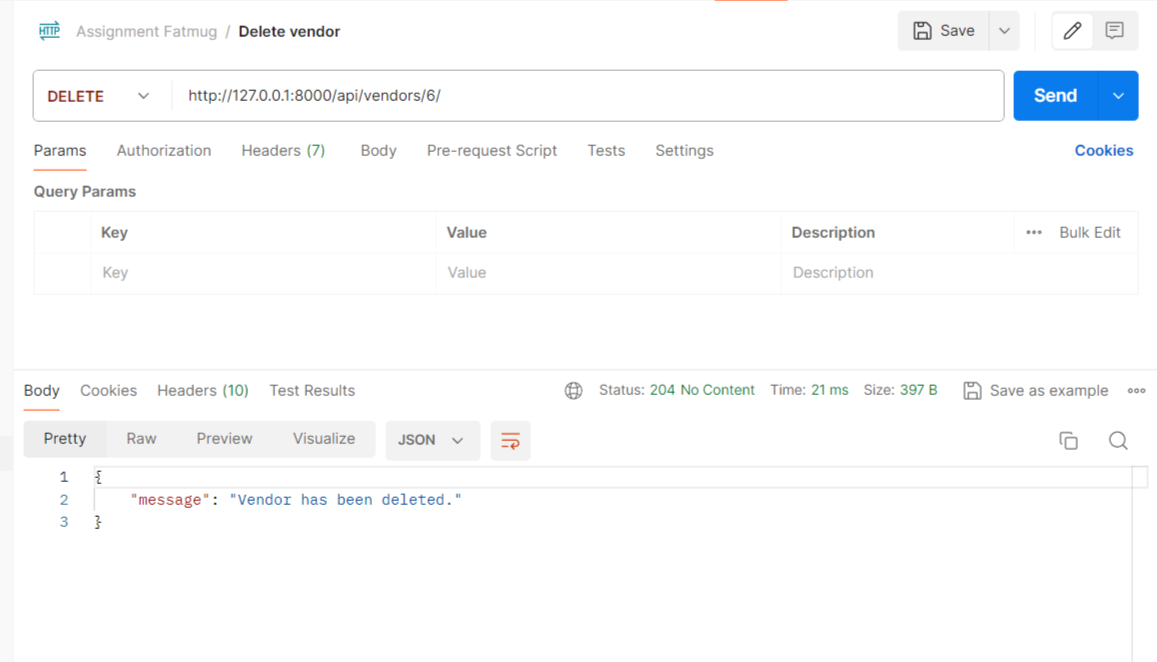 HTTP Assignment Fatmug / Delete vendor Save
DELETE http://127.0.0.1:8000/api/vendors/6/ Send
Params Authorization Headers (7) Body Pre-request Script Tests Settings Cookies
Query Params
Key Value Description ••• Bulk Edit
Key Value Description
Body Cookies Headers (10) Test Results Status: 204 No Content Time: 21 ms Size: 397 B Save as example
Pretty Raw Preview Visualize JSON
1 {
2 "message": "Vendor has been deleted."
3 }